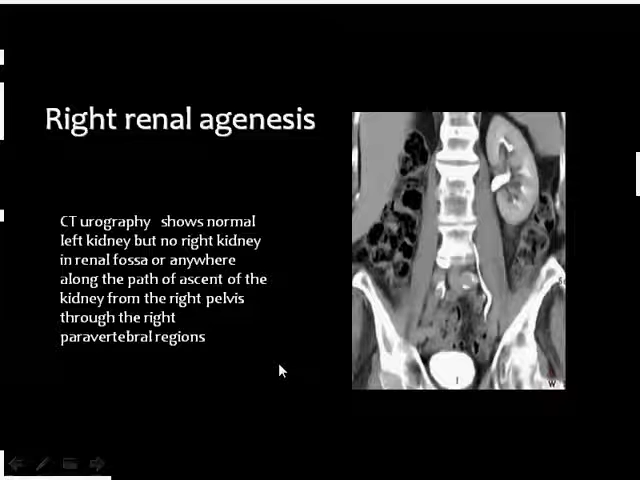 Right renal agenesis
CT urography shows normal
left kidney but no right kidney
in renal fossa or anywhere
along the path of ascent of the
kidney from the right pelvis
through the right
paravertebral regions
W